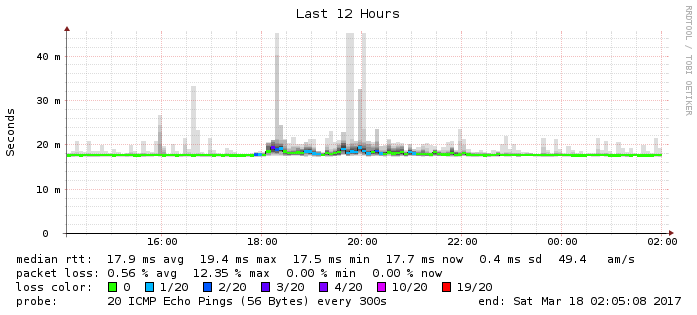 Last 12 Hours
RRDTOOL / TOBI OETIKER
Seconds
40 m
30 m
20 m
10 m
0
16:00 18:00 20:00 22:00 00:00 02:00
median rtt: 17.9 ms avg 19.4 ms max 17.5 ms min 17.7 ms now 0.4 ms sd 49.4 am/s
packet loss: 0.56 % avg 12.35 % max 0.00 % min 0.00 % now
loss color: 0 1/20 2/20 3/20 4/20 10/20 19/20
probe: 20 ICMP Echo Pings (56 Bytes) every 300s end: Sat Mar 18 02:05:08 2017